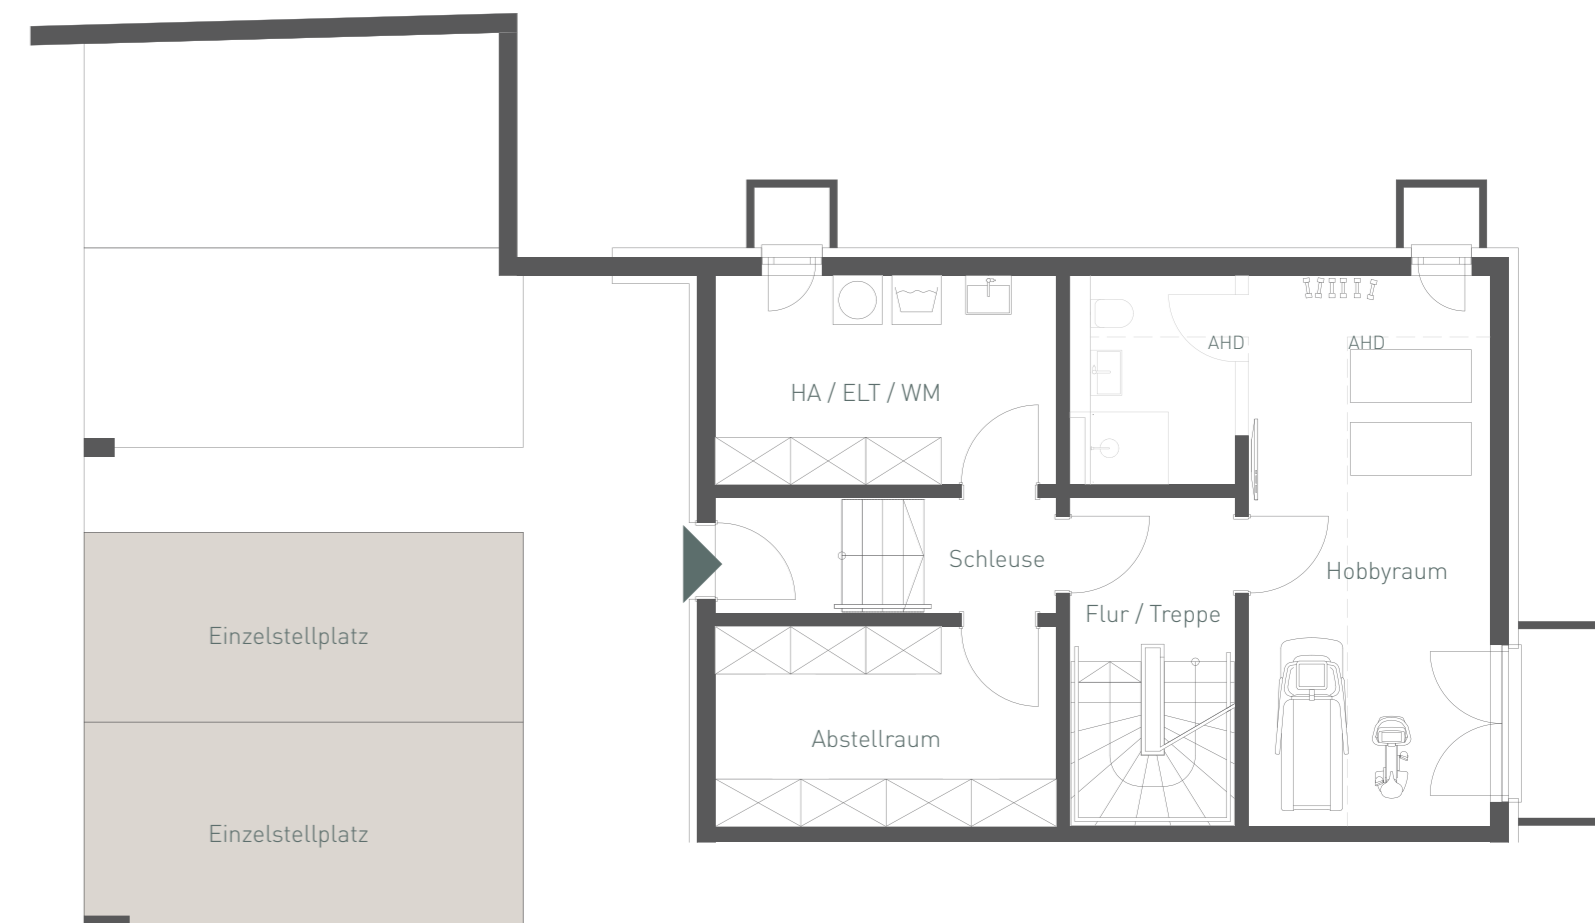 AHD
AHD
HA / ELT / WM
Schleuse
Hobbyraum
Flur / Treppe
Einzelstellplatz
Abstellraum
Einzelstellplatz